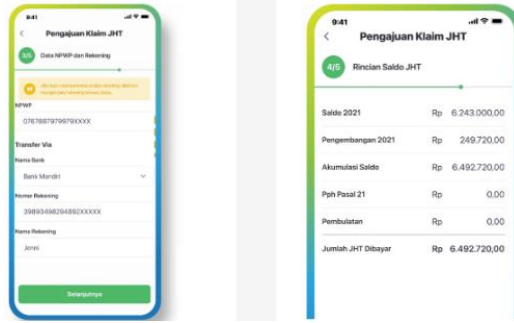 9:41
Pengajuan Klaim JHT
3/5 Data NPWP dan Rekening
NPWP
0767887979979XXXX
Transfer Via
Nama Bank
Bank Mandiri
Nomor Rekening
39893498294892XXXXX
Nama Rekening
Jenni
Selanjutnya
9:41
Pengajuan Klaim JHT
4/5 Rincian Saldo JHT
Saldo 2021 Rp 6.243.000,00
Pengembangan 2021 Rp 249.720,00
Akumulasi Saldo Rp 6.492.720,00
Pph Pasal 21 Rp 0,00
Pembulatan Rp 0,00
Jumlah JHT Dibayar Rp 6.492.720,00